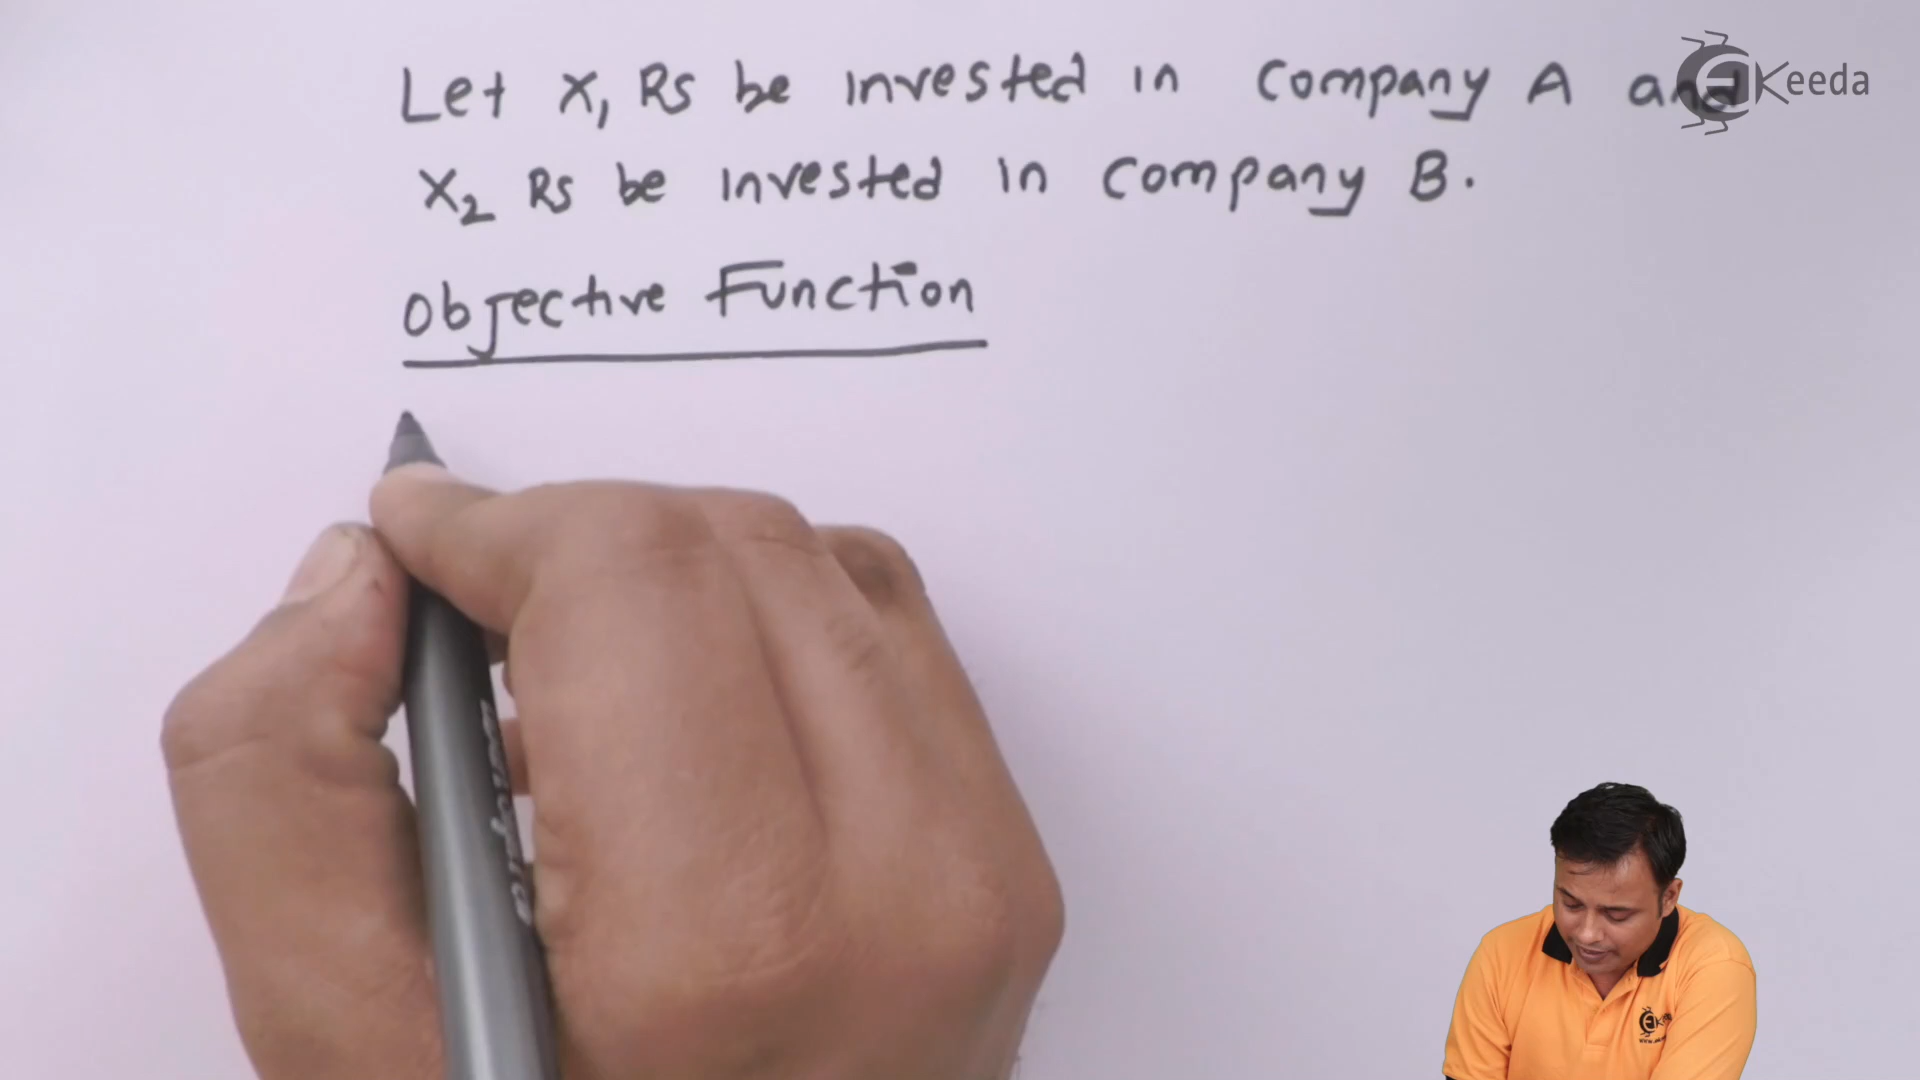 Let x₁ Rs be invested in company A and
x₂ Rs be invested in company B.
Objective Function
Keeda